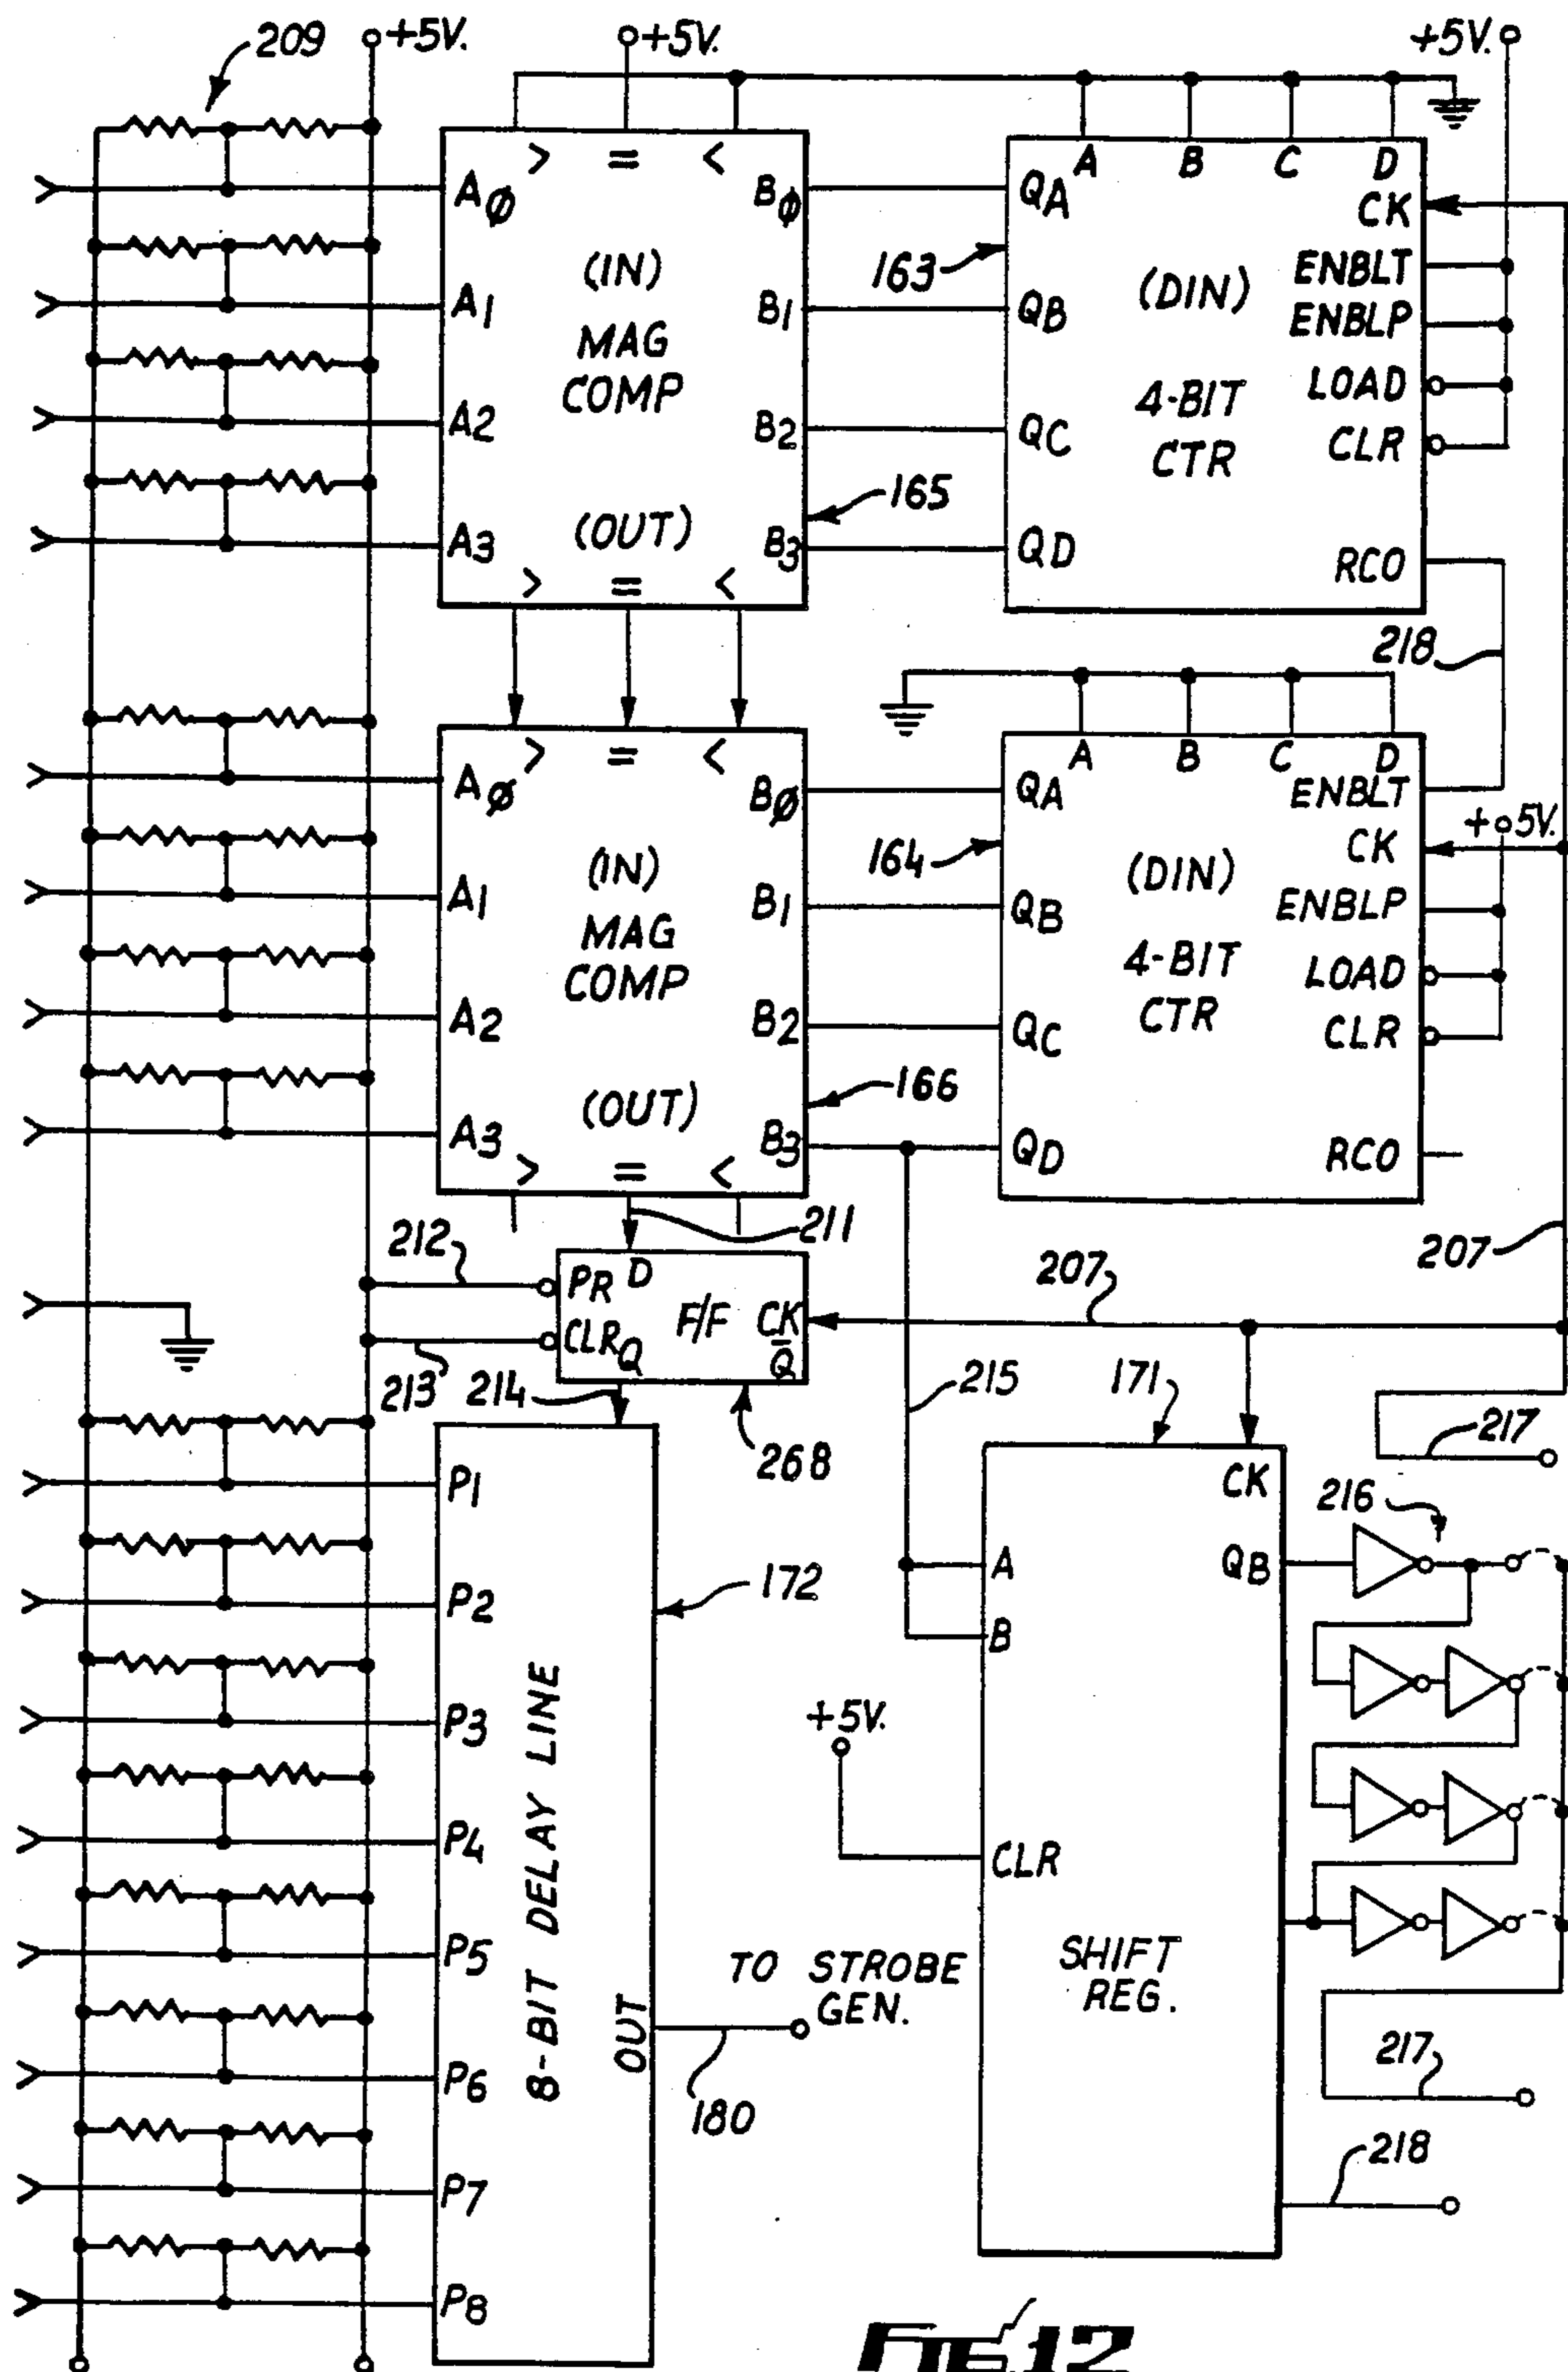 209
+5V.
+5V.
+5V.
> = <
A B C D
AØ
BØ
QA
CK
(IN)
163
(DIN)
ENBLT
A1
B1
QB
ENBLP
MAG
COMP
4-BIT
CTR
LOAD
A2
B2
QC
CLR
165
(OUT)
A3
B3
QD
RCO
> = <
218
> = <
A B C D
AØ
BØ
QA
ENBLT
+5V.
(IN)
164
(DIN)
CK
A1
B1
QB
ENBLP
MAG
COMP
4-BIT
CTR
LOAD
A2
B2
QC
CLR
166
(OUT)
A3
B3
QD
RCO
> = <
211
212
207
207
PR D
F/F CK
CLR Q
Q̅
213
214
215
171
268
217
P1
CK
216
A
QB
P2
172
B
P3
+5V.
P4
CLR
8-BIT DELAY LINE
P5
TO STROBE
GEN.
SHIFT
REG.
OUT
P6
180
217
P7
218
P8
FIG 12